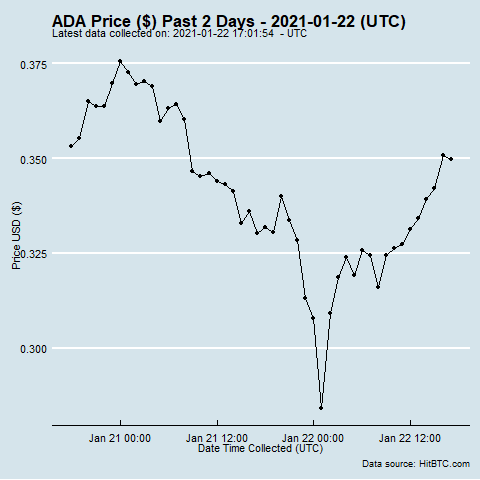 ADA Price ($) Past 2 Days - 2021-01-22 (UTC)
Latest data collected on: 2021-01-22 17:01:54 - UTC
0.375
0.350
0.325
0.300
Price USD ($)
Jan 21 00:00 Jan 21 12:00 Jan 22 00:00 Jan 22 12:00
Date Time Collected (UTC)
Data source: HitBTC.com